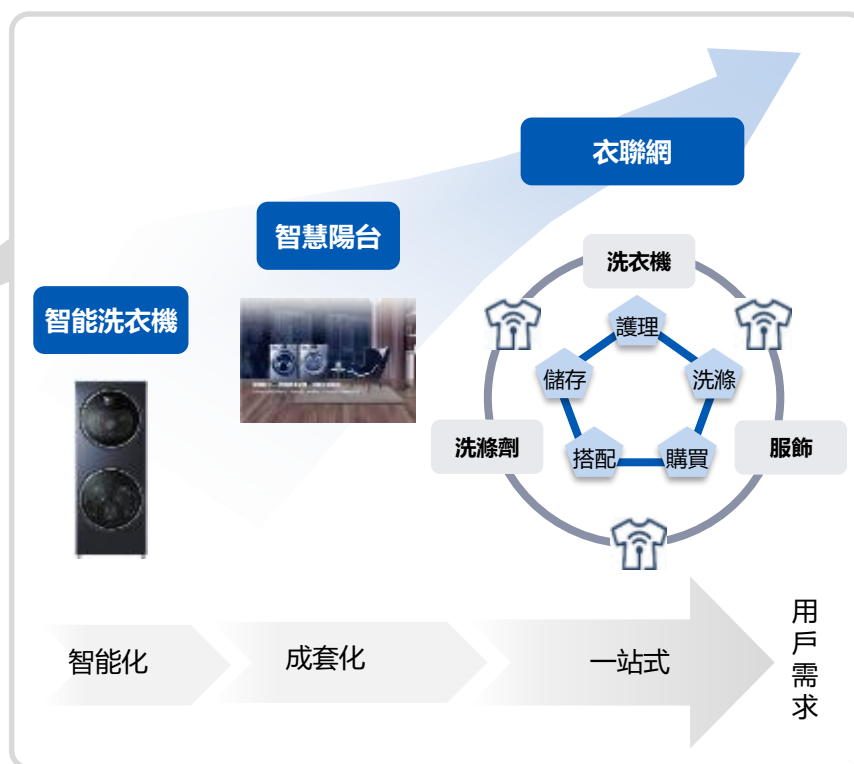 衣聯網
智慧陽台
智能洗衣機
洗衣機
護理
儲存
洗滌
洗滌劑
搭配
購買
服飾
智能化
成套化
一站式
用戶需求